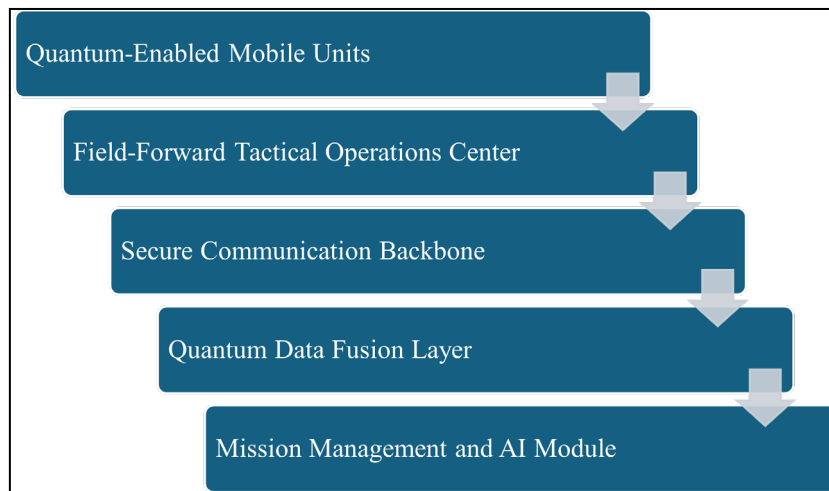 Quantum-Enabled Mobile Units
Field-Forward Tactical Operations Center
Secure Communication Backbone
Quantum Data Fusion Layer
Mission Management and AI Module